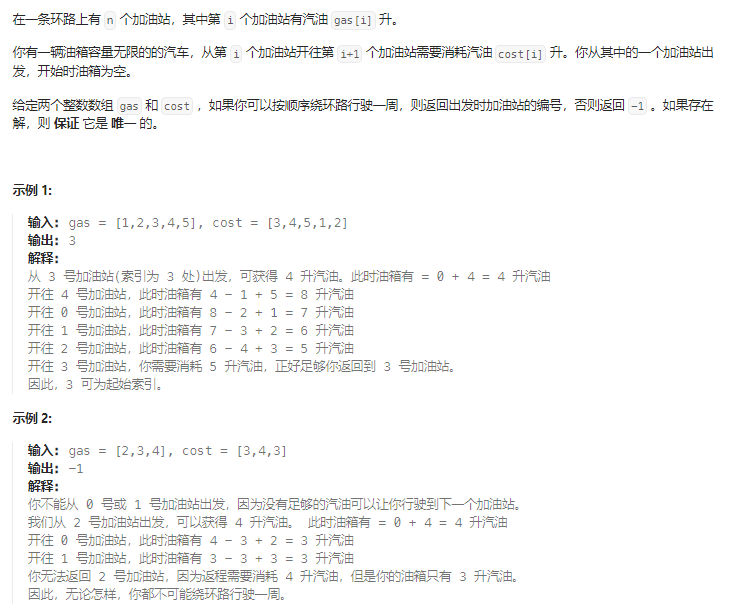 在一条环路上有 n 个加油站，其中第 i 个加油站有汽油 gas[i] 升。
你有一辆油箱容量无限的的汽车，从第 i 个加油站开往第 i+1 个加油站需要消耗汽油 cost[i] 升。你从其中的一个加油站出
发，开始时油箱为空。
给定两个整数数组 gas 和 cost ，如果你可以按顺序绕环路行驶一周，则返回出发时加油站的编号，否则返回 -1 。如果存在
解，则 保证 它是 唯一 的。
示例 1:
输入: gas = [1,2,3,4,5], cost = [3,4,5,1,2]
输出: 3
解释:
从 3 号加油站(索引为 3 处)出发，可获得 4 升汽油。此时油箱有 = 0 + 4 = 4 升汽油
开往 4 号加油站，此时油箱有 4 - 1 + 5 = 8 升汽油
开往 0 号加油站，此时油箱有 8 - 2 + 1 = 7 升汽油
开往 1 号加油站，此时油箱有 7 - 3 + 2 = 6 升汽油
开往 2 号加油站，此时油箱有 6 - 4 + 3 = 5 升汽油
开往 3 号加油站，你需要消耗 5 升汽油，正好足够你返回到 3 号加油站。
因此，3 可为起始索引。
示例 2:
输入: gas = [2,3,4], cost = [3,4,3]
输出: -1
解释:
你不能从 0 号或 1 号加油站出发，因为没有足够的汽油可以让你行驶到下一个加油站。
我们从 2 号加油站出发，可以获得 4 升汽油。 此时油箱有 = 0 + 4 = 4 升汽油
开往 0 号加油站，此时油箱有 4 - 3 + 2 = 3 升汽油
开往 1 号加油站，此时油箱有 3 - 3 + 3 = 3 升汽油
你无法返回 2 号加油站，因为返程需要消耗 4 升汽油，但是你的油箱只有 3 升汽油。
因此，无论怎样，你都不可能绕环路行驶一周。